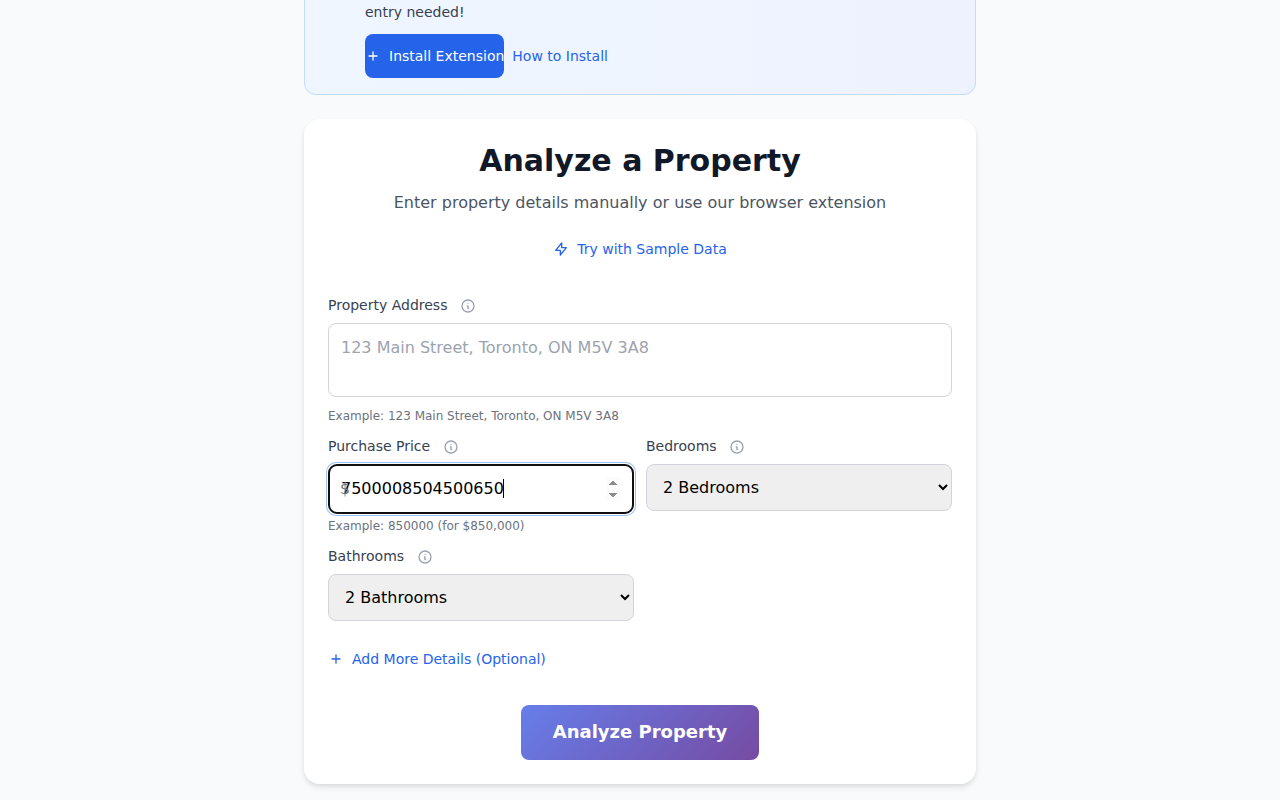 entry needed!
+ Install Extension How to Install
Analyze a Property
Enter property details manually or use our browser extension
Try with Sample Data
Property Address
123 Main Street, Toronto, ON M5V 3A8
Example: 123 Main Street, Toronto, ON M5V 3A8
Purchase Price Bedrooms
$ 7500008504500650 2 Bedrooms
Example: 850000 (for $850,000)
Bathrooms
2 Bathrooms
+ Add More Details (Optional)
Analyze Property